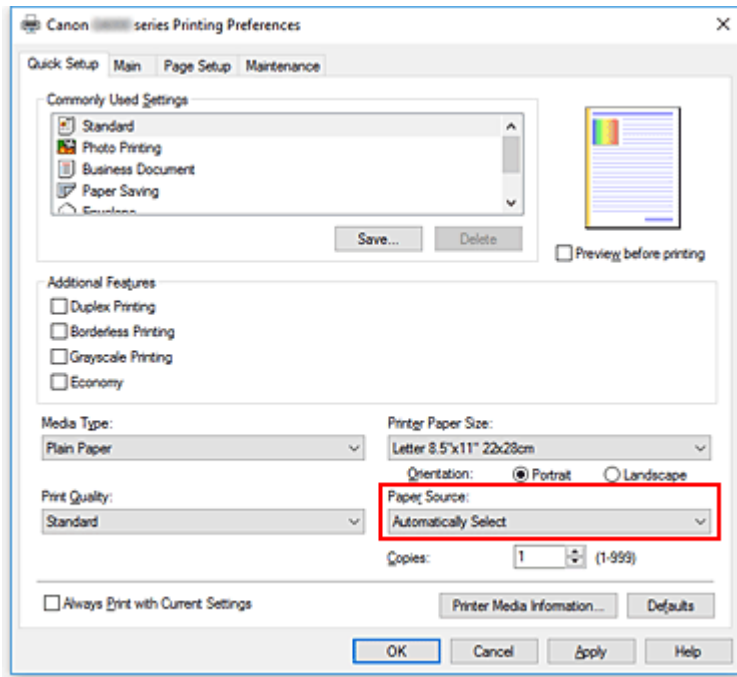 Canon series Printing Preferences
Quick Setup Main Page Setup Maintenance
Commonly Used Settings
Standard
Photo Printing
Business Document
Paper Saving
Save... Delete
Preview before printing
Additional Features
Duplex Printing
Borderless Printing
Grayscale Printing
Economy
Media Type:
Plain Paper
Printer Paper Size:
Letter 8.5"x11" 22x28cm
Orientation: Portrait Landscape
Print Quality:
Standard
Paper Source:
Automatically Select
Copies: 1 (1-999)
Always Print with Current Settings
Printer Media Information... Defaults
OK Cancel Apply Help